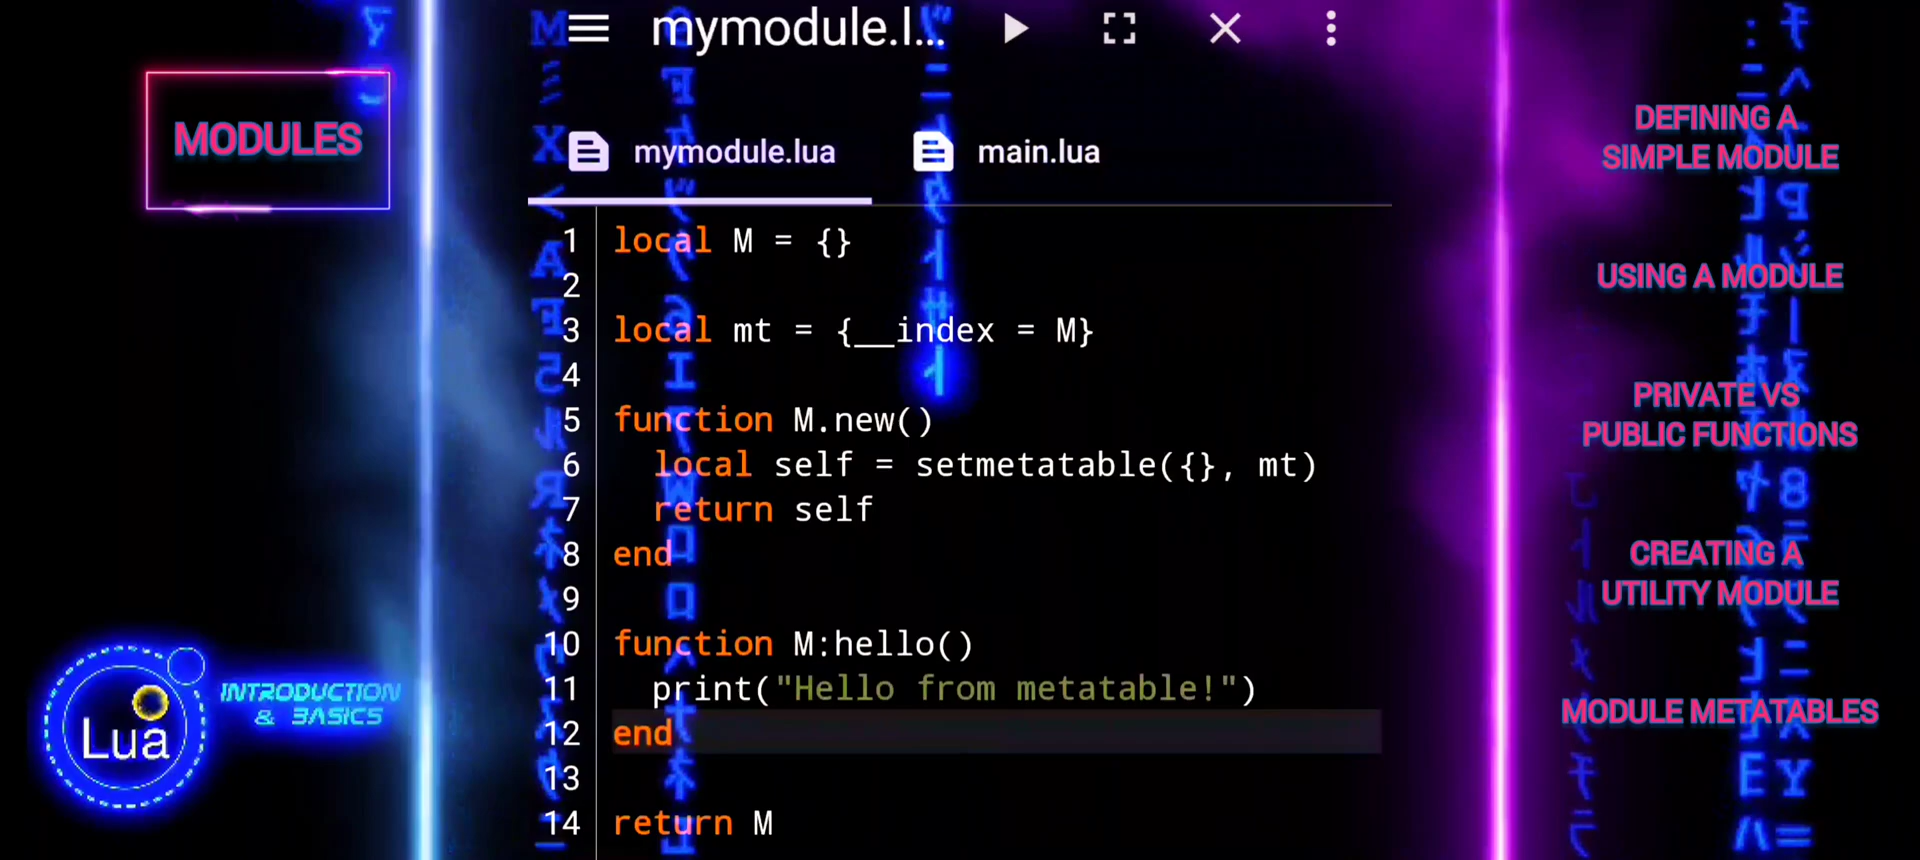 mymodule.l...
MODULES
mymodule.lua
main.lua
1 local M = {}
2
3 local mt = {__index = M}
4
5 function M.new()
6   local self = setmetatable({}, mt)
7   return self
8 end
9
10 function M:hello()
11   print("Hello from metatable!")
12 end
13
14 return M
DEFINING A
SIMPLE MODULE
USING A MODULE
PRIVATE VS
PUBLIC FUNCTIONS
CREATING A
UTILITY MODULE
MODULE METATABLES
Lua
INTRODUCTION
& BASICS